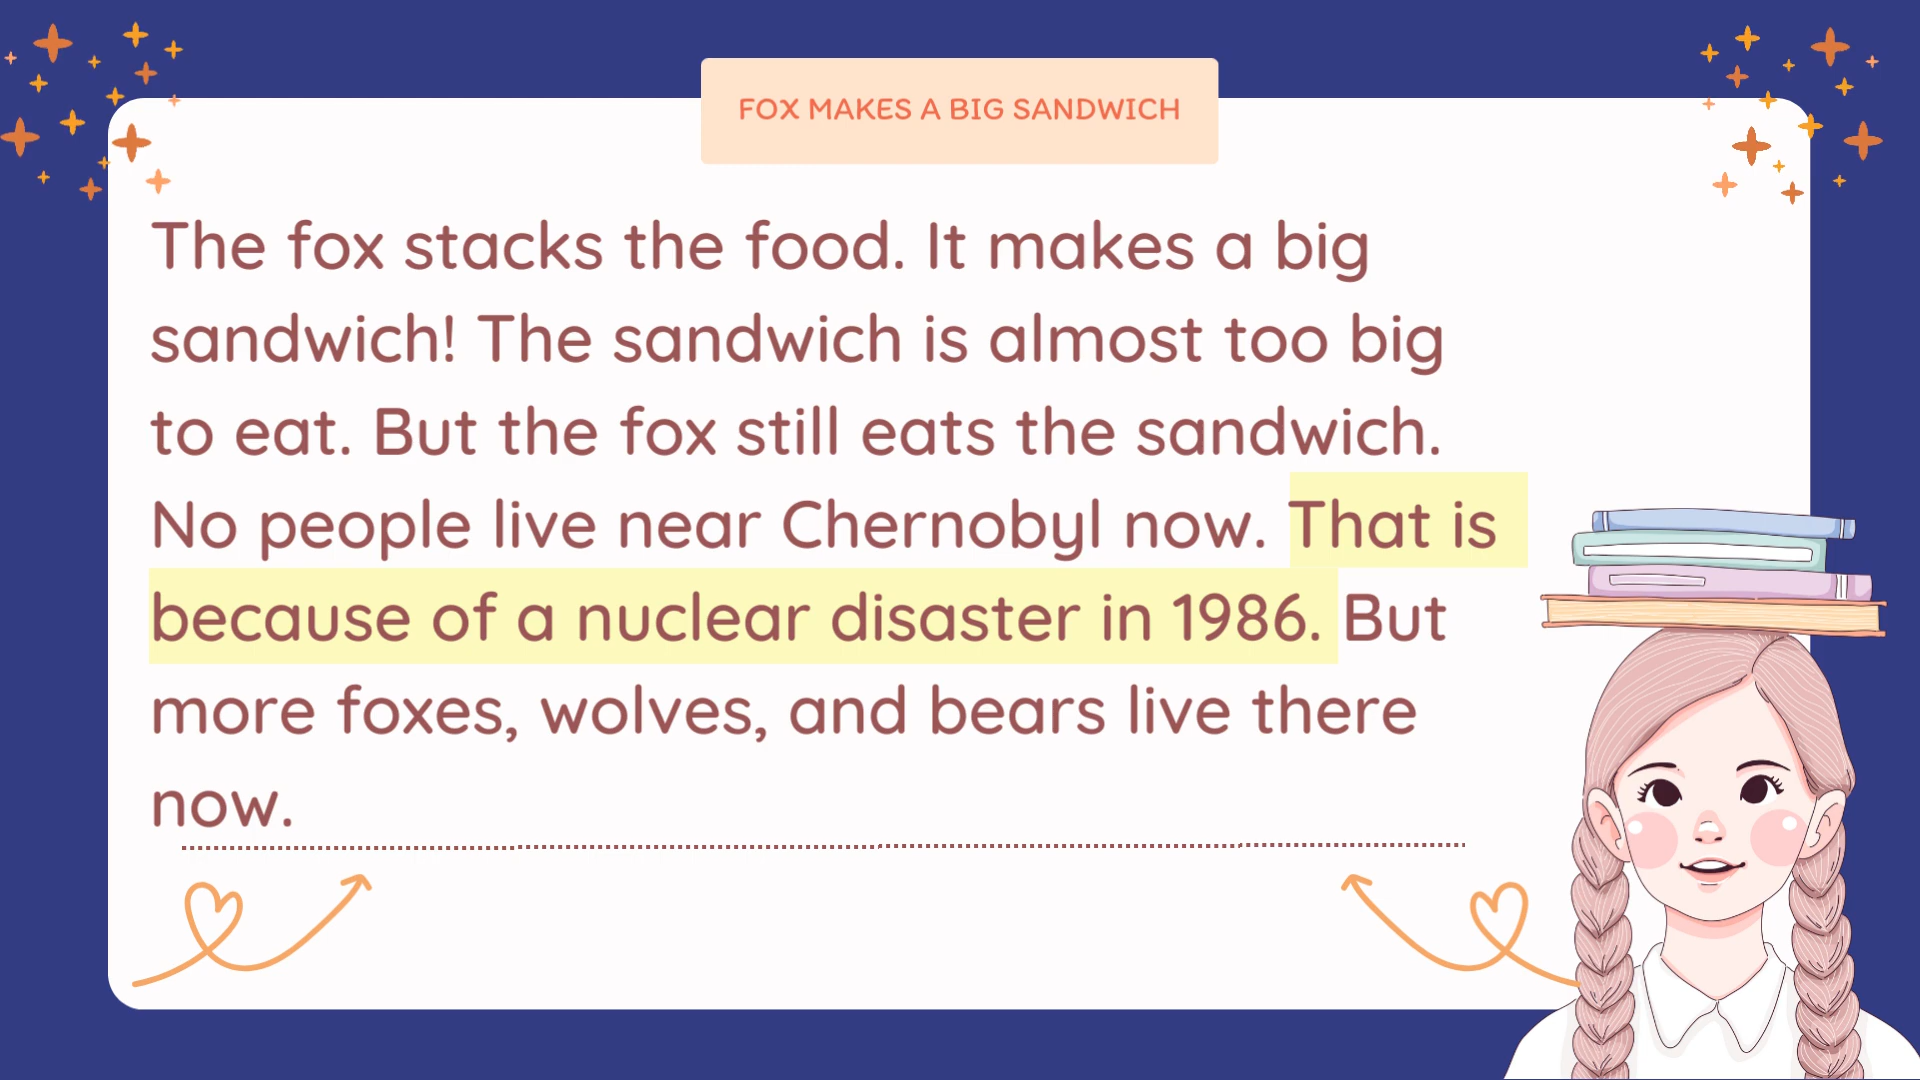 FOX MAKES A BIG SANDWICH
The fox stacks the food. It makes a big
sandwich! The sandwich is almost too big
to eat. But the fox still eats the sandwich.
No people live near Chernobyl now. That is
because of a nuclear disaster in 1986. But
more foxes, wolves, and bears live there
now.